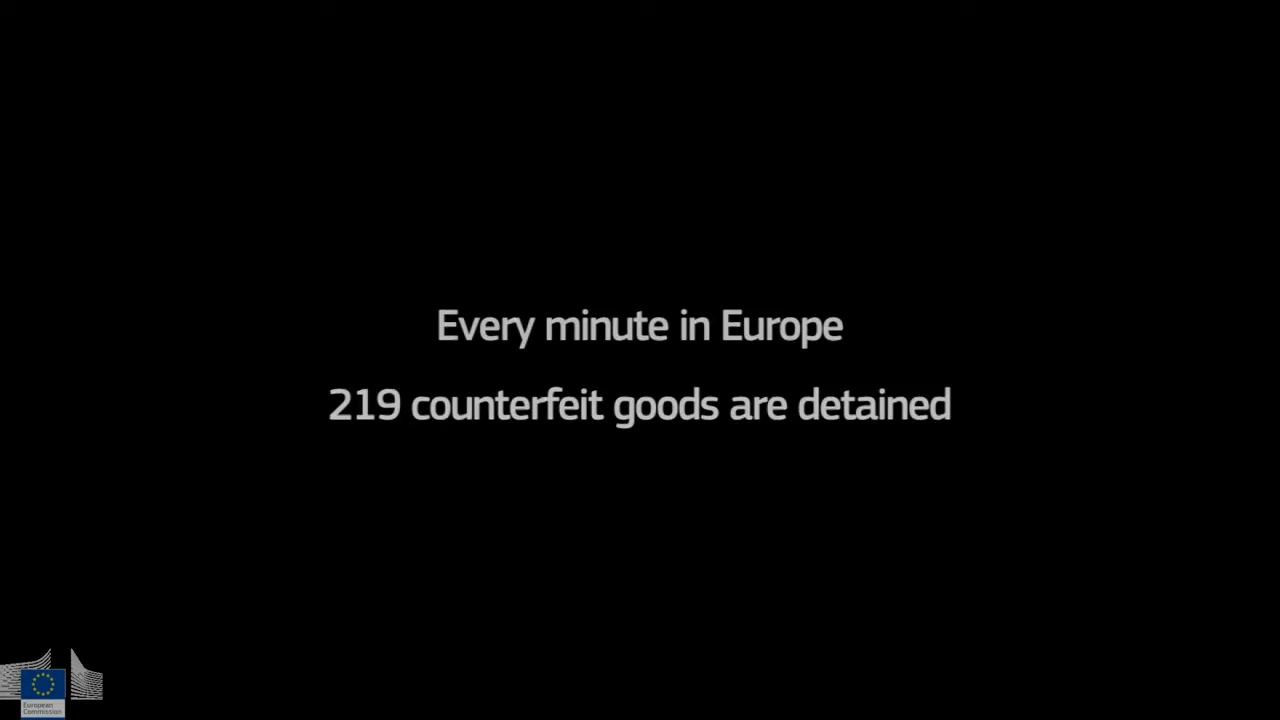 Every minute in Europe
219 counterfeit goods are detained
European
Commission